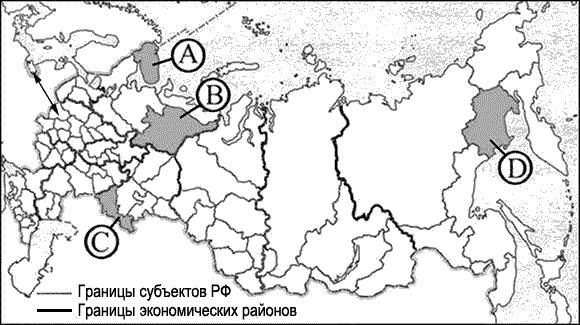 A
B
C
D
Границы субъектов РФ
Границы экономических районов